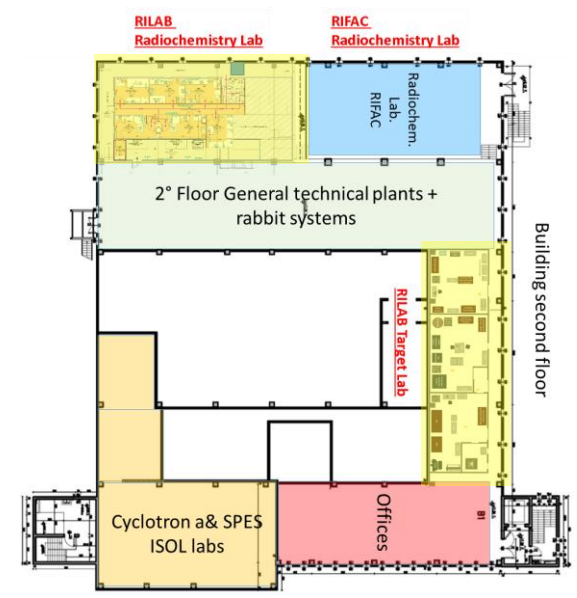 RILAB
Radiochemistry Lab
RIFAC
Radiochemistry Lab
Radiochem.
Lab.
RIFAC
2° Floor General technical plants +
rabbit systems
Building second floor
RILAB Target Lab
Cyclotron a& SPES
ISOL labs
Offices
B1